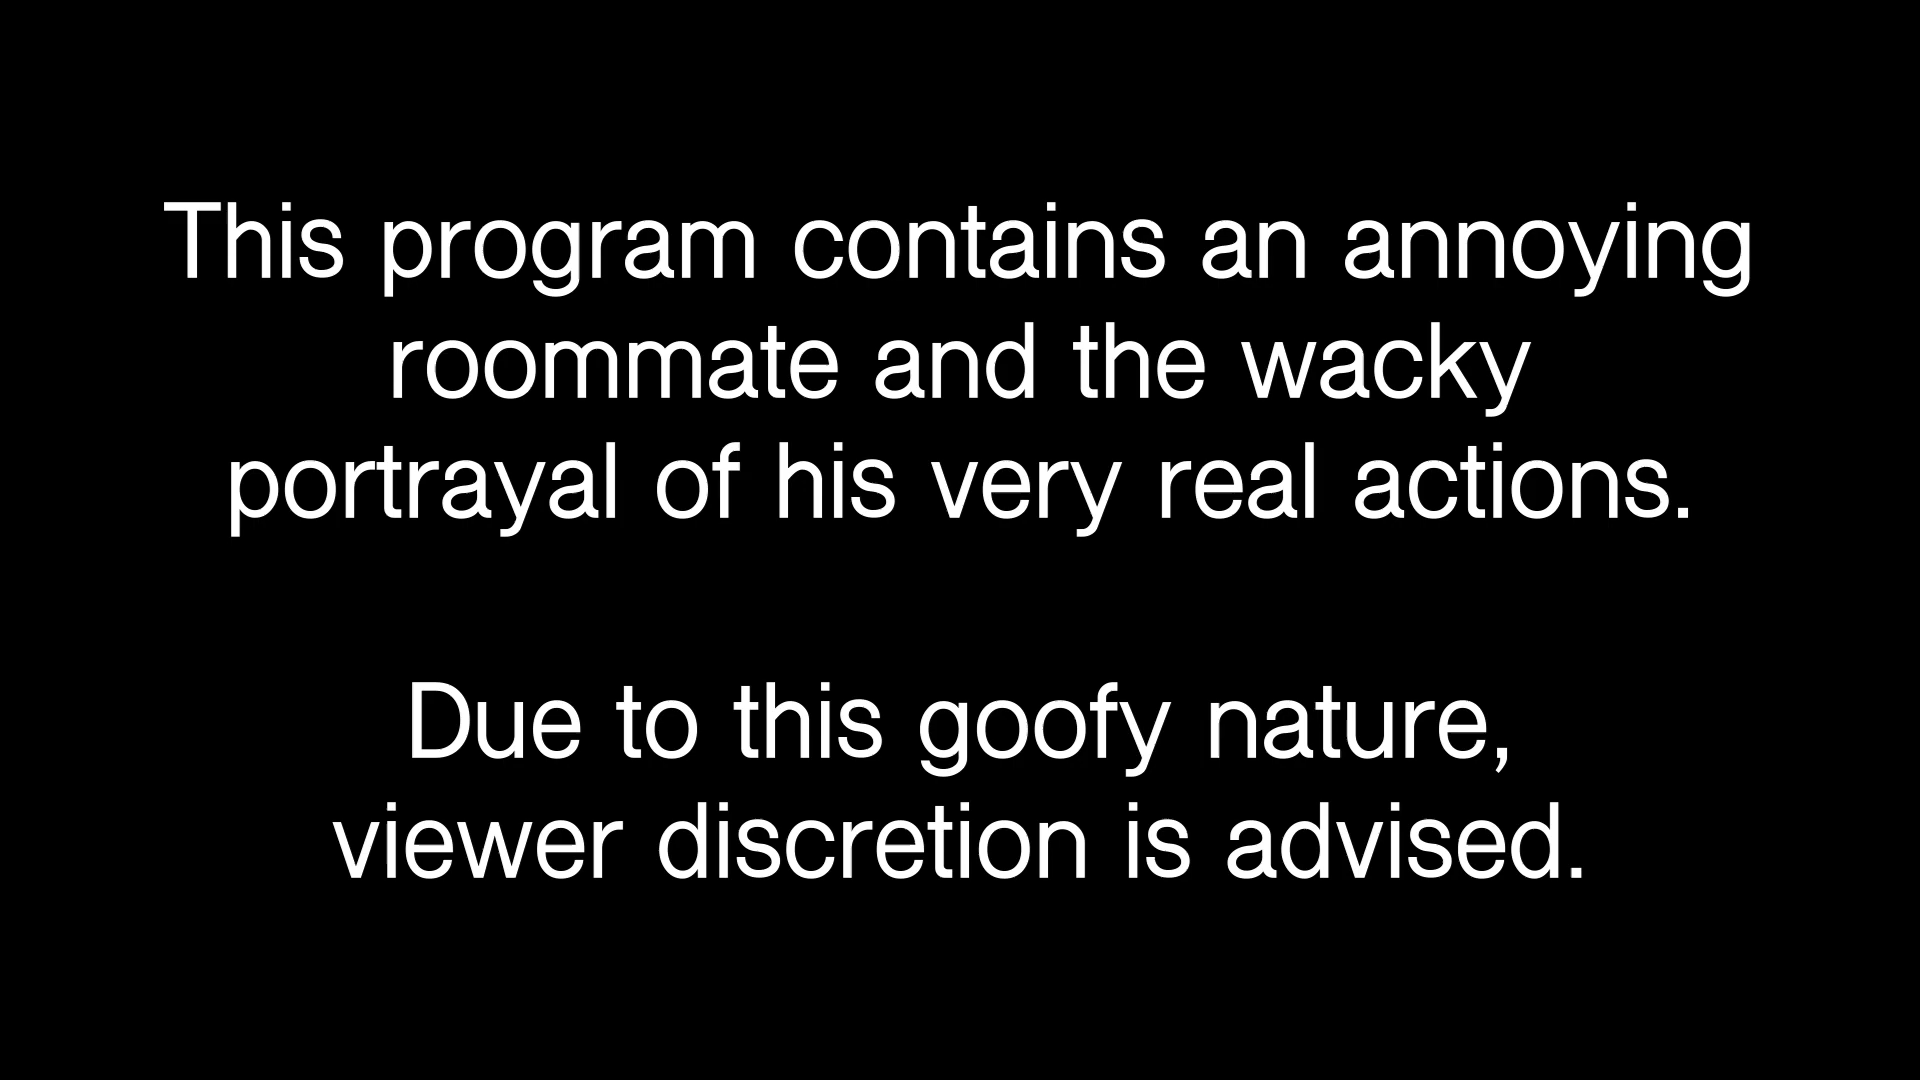 This program contains an annoying
roommate and the wacky
portrayal of his very real actions.
Due to this goofy nature,
viewer discretion is advised.